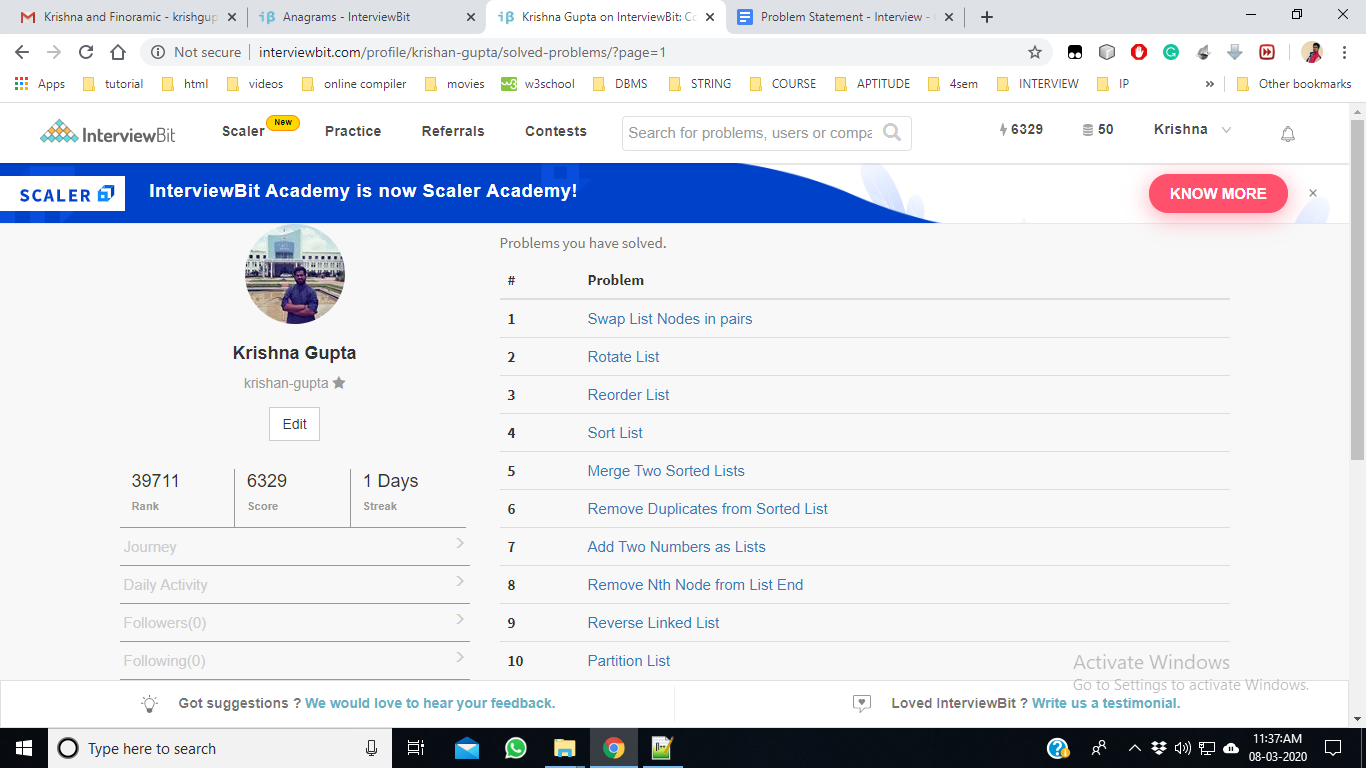 Krishna and Finoramic - krishgup
Anagrams - InterviewBit
Krishna Gupta on InterviewBit: Co
Problem Statement - Interview -
Not secure
interviewbit.com/profile/krishan-gupta/solved-problems/?page=1
Apps
tutorial
html
videos
online compiler
movies
w3school
DBMS
STRING
COURSE
APTITUDE
4sem
INTERVIEW
IP
»
Other bookmarks
InterviewBit
Scaler
New
Practice
Referrals
Contests
Search for problems, users or compa
6329
50
Krishna
SCALER
InterviewBit Academy is now Scaler Academy!
KNOW MORE
×
Krishna Gupta
krishan-gupta
Edit
39711
Rank
6329
Score
1 Days
Streak
Journey
Daily Activity
Followers(0)
Following(0)
Problems you have solved.
# Problem
1 Swap List Nodes in pairs
2 Rotate List
3 Reorder List
4 Sort List
5 Merge Two Sorted Lists
6 Remove Duplicates from Sorted List
7 Add Two Numbers as Lists
8 Remove Nth Node from List End
9 Reverse Linked List
10 Partition List
Activate Windows
Go to Settings to activate Windows.
Got suggestions ? We would love to hear your feedback.
Loved InterviewBit ? Write us a testimonial.
Type here to search
11:37:AM
08-03-2020